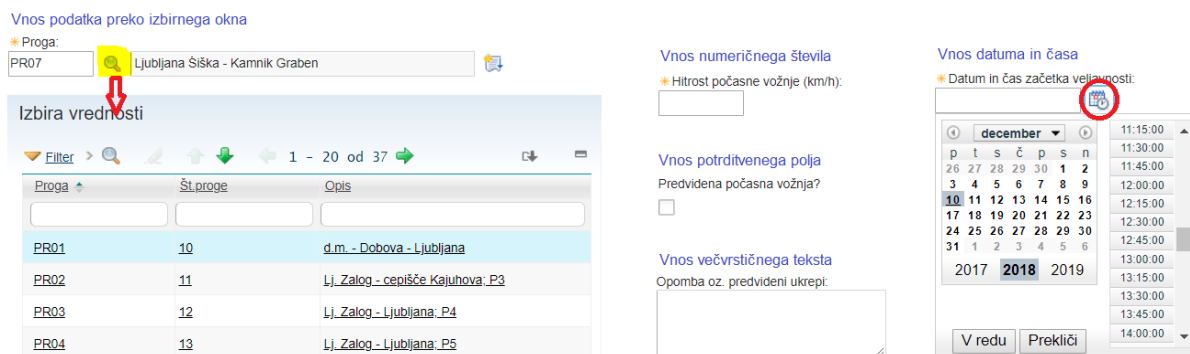 Vnos podatka preko izbirnega okna
✳Proga:
PR07 Ljubljana Šiška - Kamnik Graben
Izbira vrednosti
Filter > 1 - 20 od 37
Proga Št.proge Opis
PR01 10 d.m. - Dobova - Ljubljana
PR02 11 Lj. Zalog - cepišče Kajuhova; P3
PR03 12 Lj. Zalog - Ljubljana; P4
PR04 13 Lj. Zalog - Ljubljana; P5
Vnos numeričnega števila
✳Hitrost počasne vožnje (km/h):
Vnos potrditvenega polja
Predvidena počasna vožnja?
Vnos večvrstičnega teksta
Opomba oz. predvideni ukrepi:
Vnos datuma in časa
✳Datum in čas začetka veljavnosti:
december
p t s č p s n
26 27 28 29 30 1 2
3 4 5 6 7 8 9
10 11 12 13 14 15 16
17 18 19 20 21 22 23
24 25 26 27 28 29 30
31 1 2 3 4 5 6
2017 2018 2019
V redu Prekliči
11:15:00
11:30:00
11:45:00
12:00:00
12:15:00
12:30:00
12:45:00
13:00:00
13:15:00
13:30:00
13:45:00
14:00:00